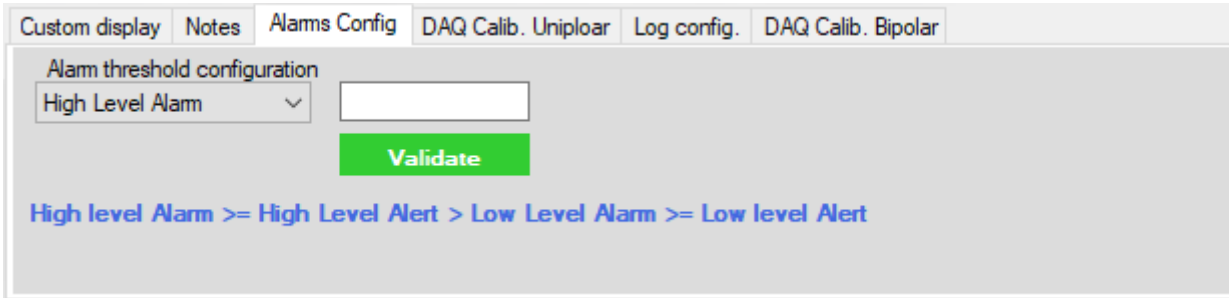 Custom display Notes Alarms Config DAQ Calib. Uniploar Log config. DAQ Calib. Bipolar
Alarm threshold configuration
High Level Alarm
Validate
High level Alarm >= High Level Alert > Low Level Alarm >= Low level Alert